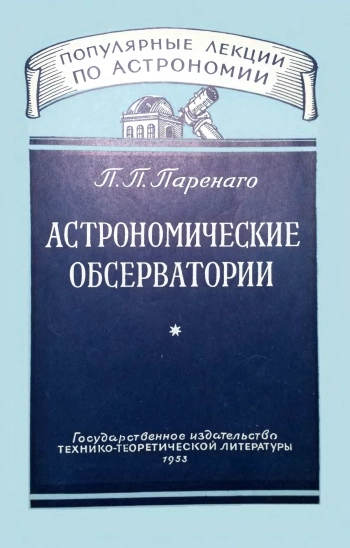 ПОПУЛЯРНЫЕ ЛЕКЦИИ
ПО АСТРОНОМИИ
П. П. Паренаго
АСТРОНОМИЧЕСКИЕ
ОБСЕРВАТОРИИ
Государственное издательство
ТЕХНИКО-ТЕОРЕТИЧЕСКОЙ ЛИТЕРАТУРЫ
1953